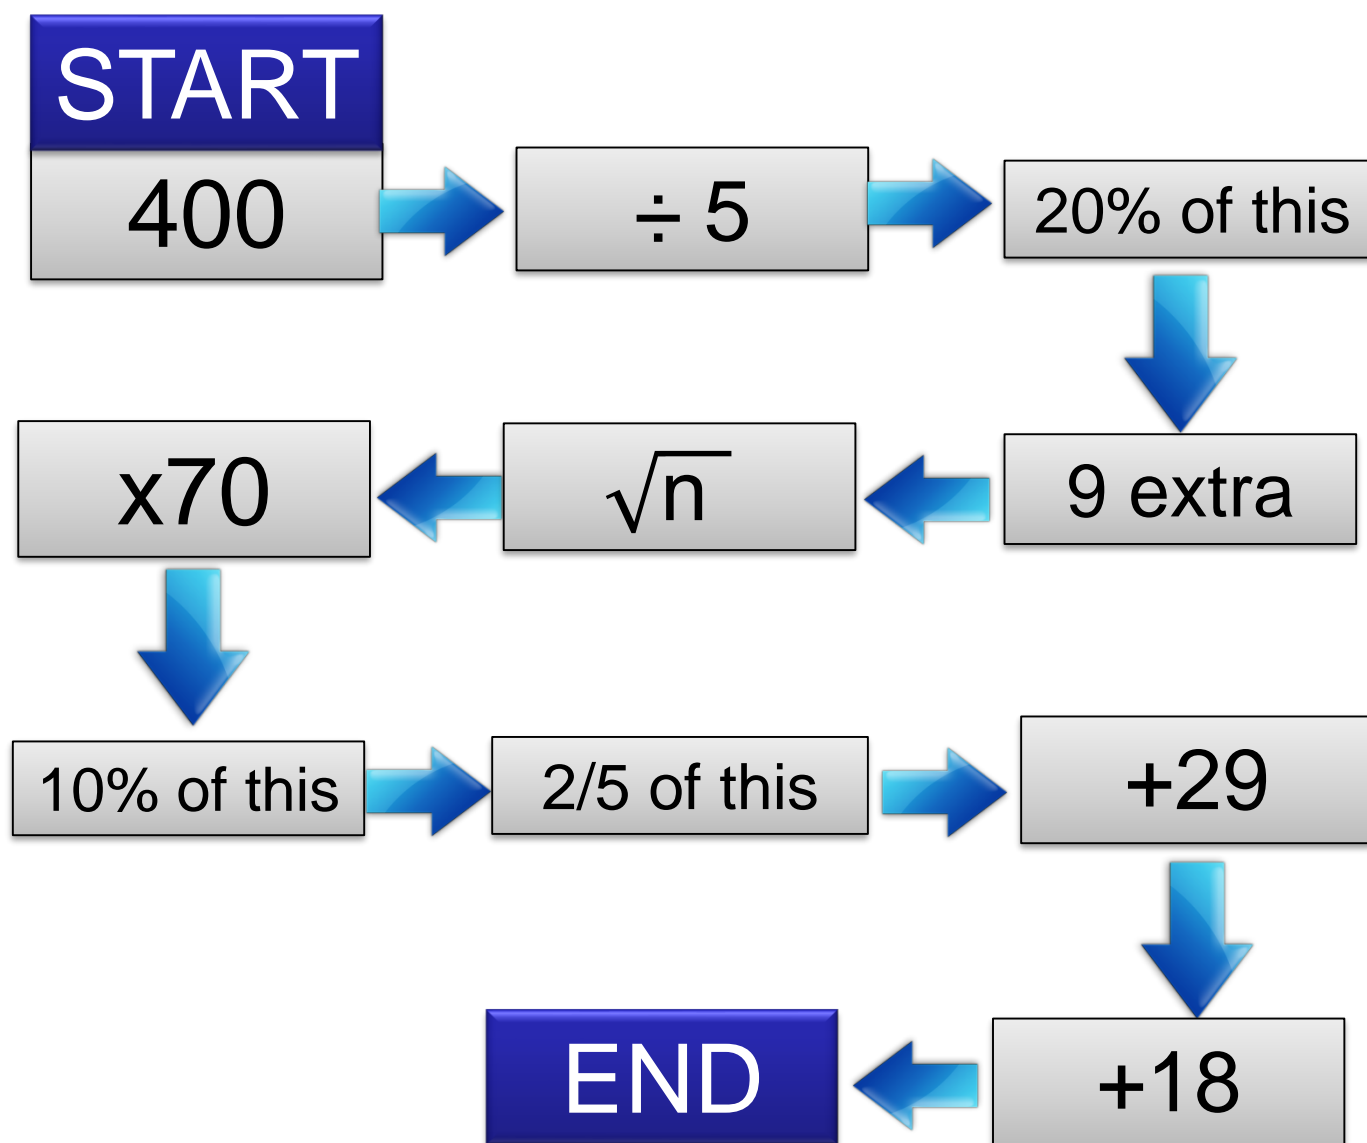 START
400
÷ 5
20% of this
9 extra
√n
x70
10% of this
2/5 of this
+29
+18
END